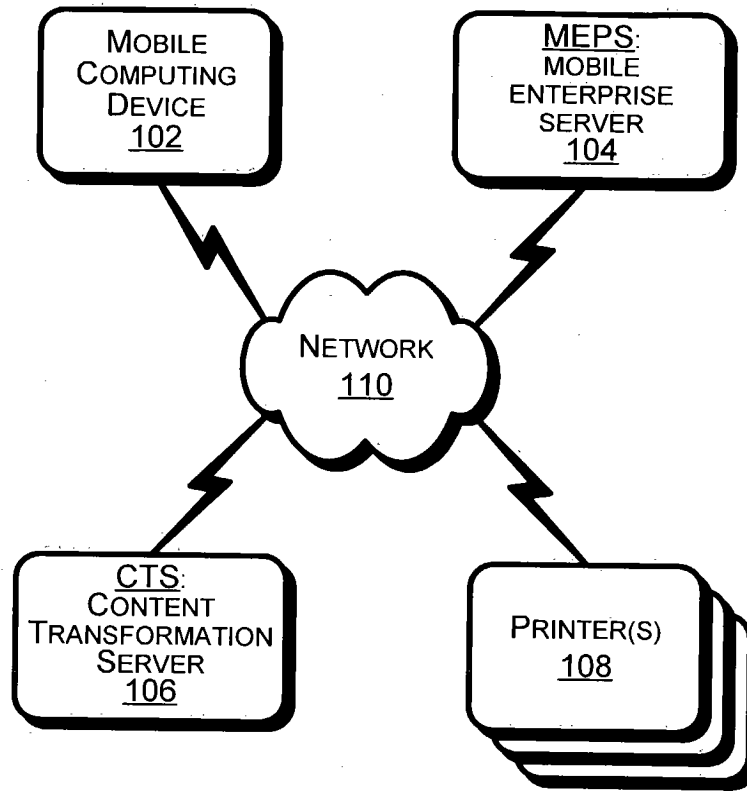 MOBILE
COMPUTING
DEVICE
102
MEPS:
MOBILE
ENTERPRISE
SERVER
104
NETWORK
110
CTS:
CONTENT
TRANSFORMATION
SERVER
106
PRINTER(S)
108